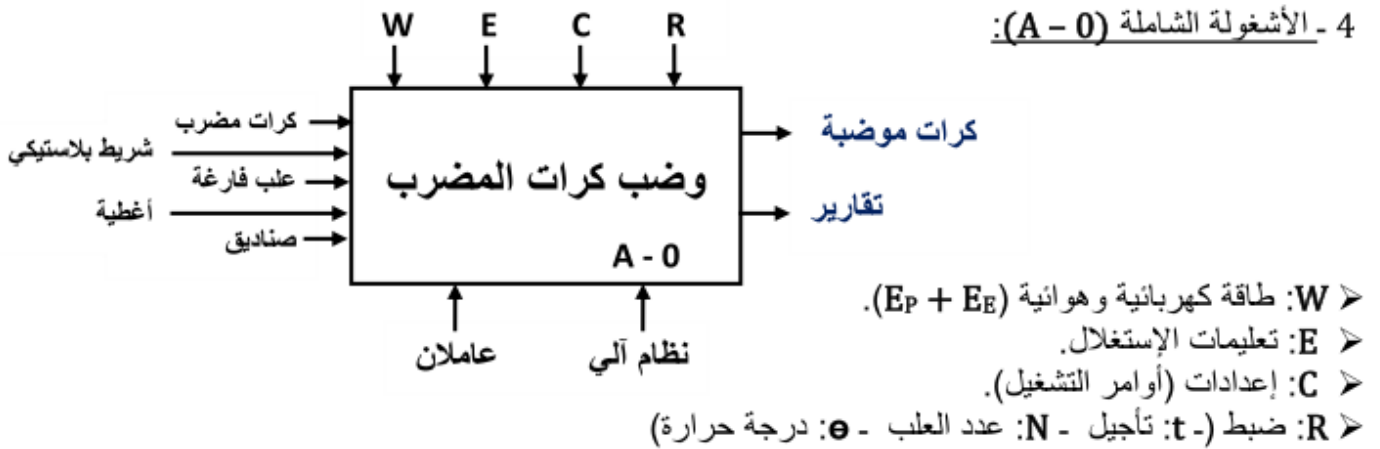 4 - الأشغولة الشاملة (A – 0):
W E C R
كرات مضرب
شريط بلاستيكي
علب فارغة
أغطية
صناديق
وضب كرات المضرب
A - 0
كرات موضبة
تقارير
نظام آلي
عاملان
W: طاقة كهربائية وهوائية (EP + EE).
E: تعليمات الإستغلال.
C: إعدادات (أوامر التشغيل).
R: ضبط (- t: تأجيل - N: عدد العلب - ɵ: درجة حرارة)